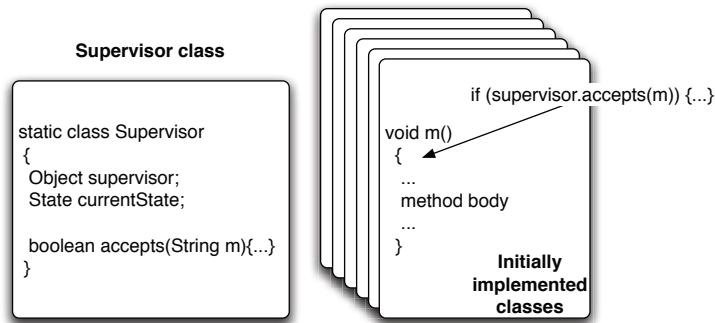 Supervisor class
static class Supervisor
{
Object supervisor;
State currentState;
boolean accepts(String m){...}
}
if (supervisor.accepts(m)) {...}
void m()
{
...
method body
...
}
Initially
implemented
classes